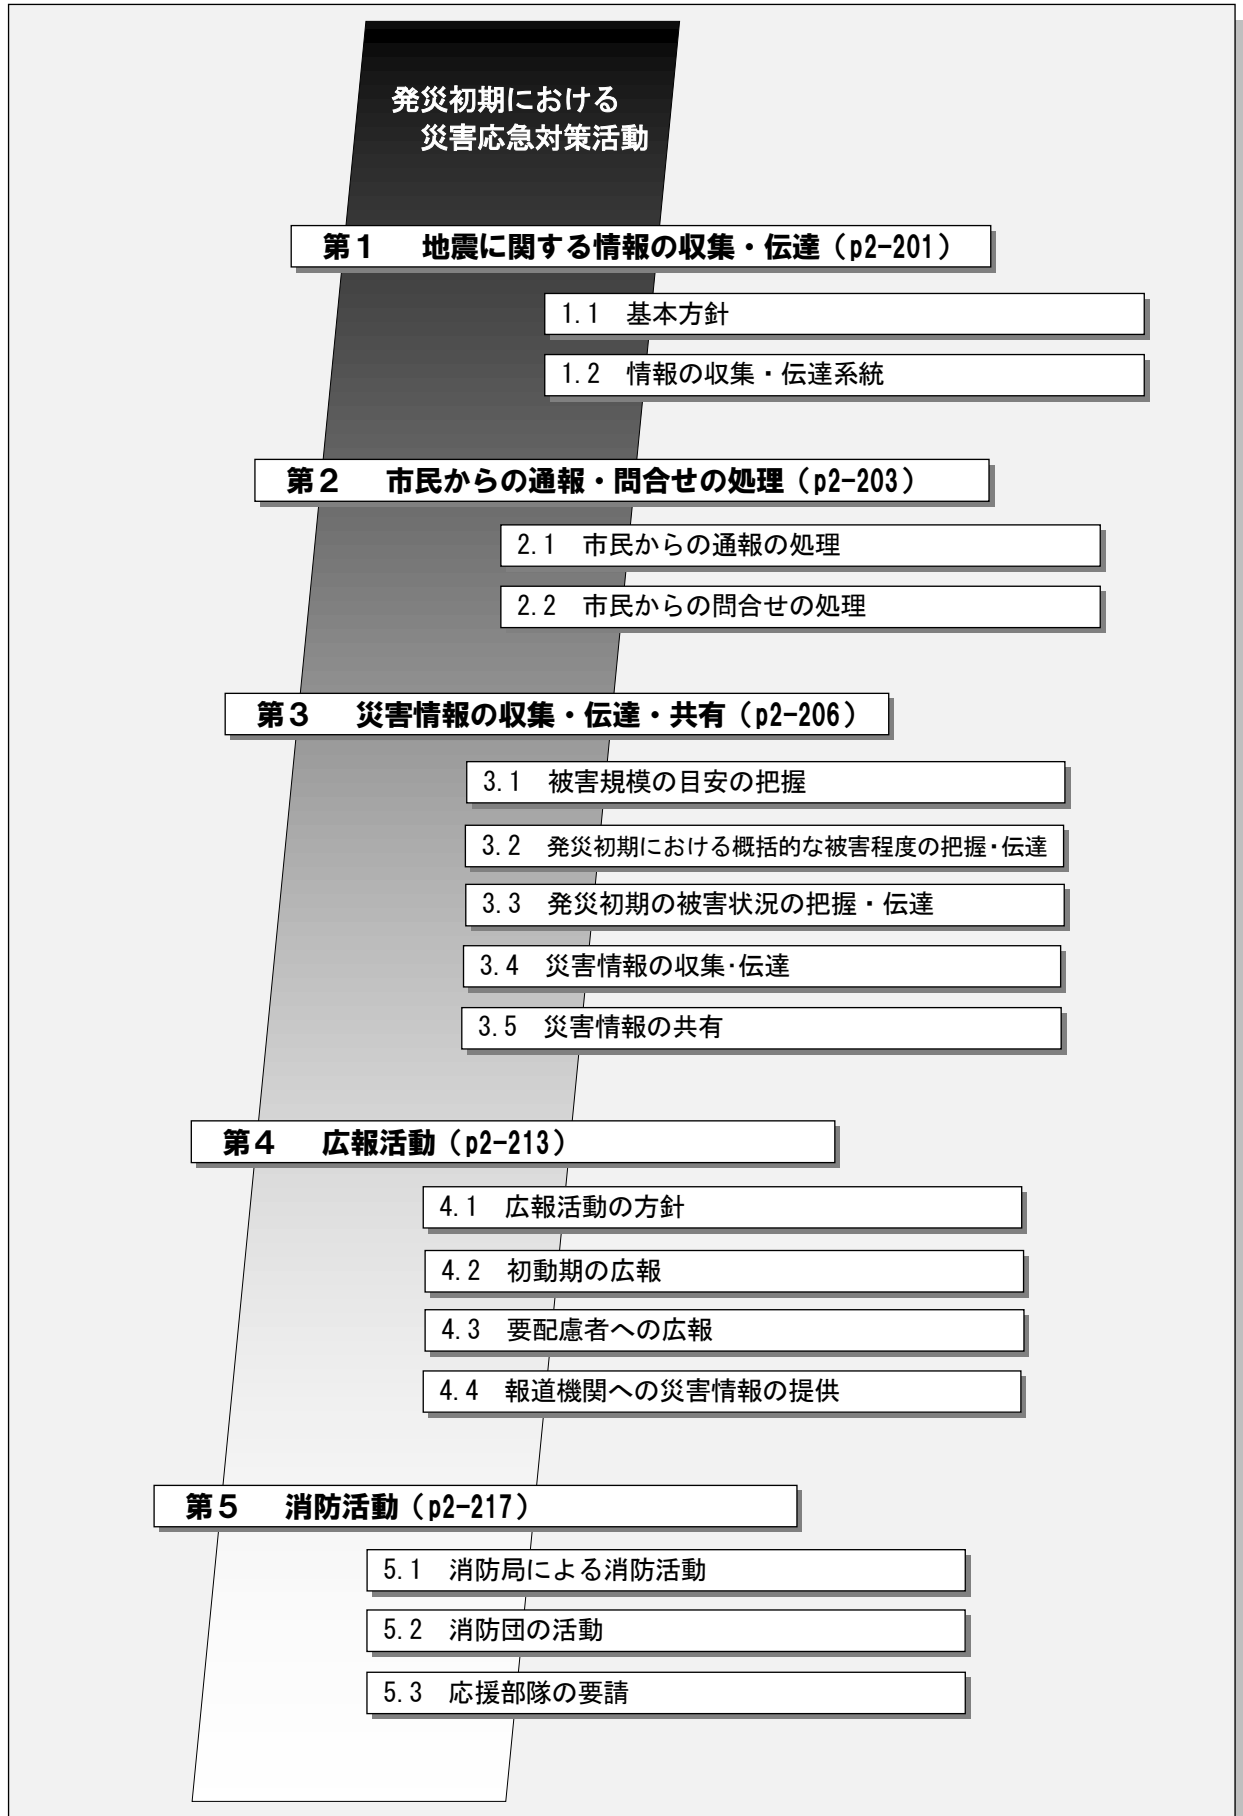 発災初期における
災害応急対策活動
第１　地震に関する情報の収集・伝達（p2-201）
1.1　基本方針
1.2　情報の収集・伝達系統
第２　市民からの通報・問合せの処理（p2-203）
2.1　市民からの通報の処理
2.2　市民からの問合せの処理
第３　災害情報の収集・伝達・共有（p2-206）
3.1　被害規模の目安の把握
3.2　発災初期における概括的な被害程度の把握･伝達
3.3　発災初期の被害状況の把握・伝達
3.4　災害情報の収集･伝達
3.5　災害情報の共有
第４　広報活動（p2-213）
4.1　広報活動の方針
4.2　初動期の広報
4.3　要配慮者への広報
4.4　報道機関への災害情報の提供
第５　消防活動（p2-217）
5.1　消防局による消防活動
5.2　消防団の活動
5.3　応援部隊の要請